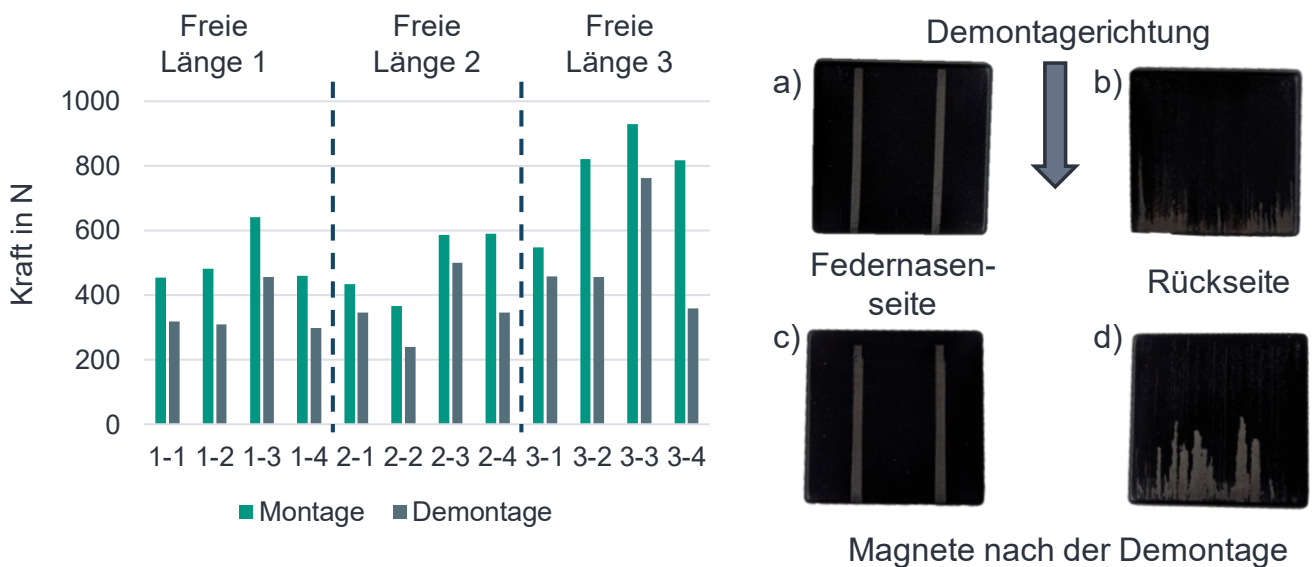 Freie
Länge 1
Freie
Länge 2
Freie
Länge 3
Kraft in N
1000
800
600
400
200
0
1-1 1-2 1-3 1-4 2-1 2-2 2-3 2-4 3-1 3-2 3-3 3-4
Montage Demontage
Demontagerichtung
a)
b)
Federnasen-
seite
Rückseite
c)
d)
Magnete nach der Demontage